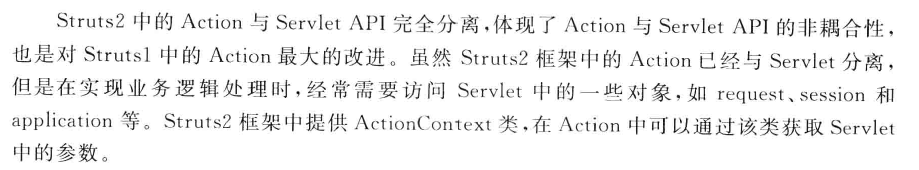 Struts2 中的 Action 与 Servlet API 完全分离,体现了 Action 与 Servlet API 的非耦合性,
也是对 Struts1 中的 Action 最大的改进。虽然 Struts2 框架中的 Action 已经与 Servlet 分离,
但是在实现业务逻辑处理时,经常需要访问 Servlet 中的一些对象,如 request、session 和
application 等。Struts2 框架中提供 ActionContext 类,在 Action 中可以通过该类获取 Servlet
中的参数。